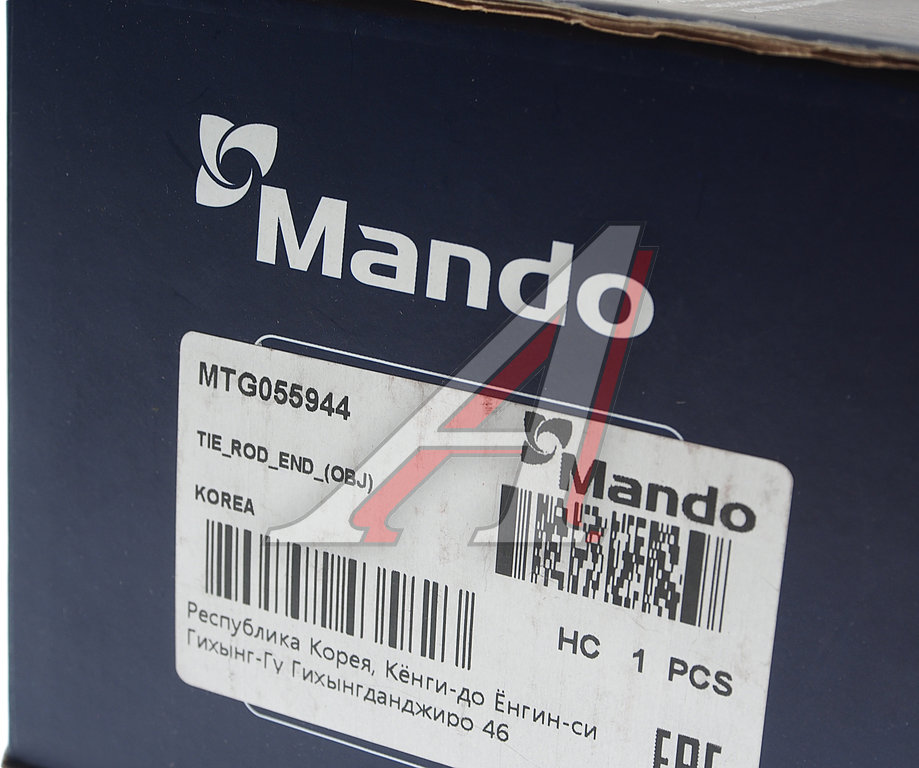 Mando
MTG055944
TIE_ROD_END_(OBJ)
KOREA
Mando
Республика Корея, Кёнги-до Ёнгин-си
Гихынг-Гу Гихынгданджиро 46
HC 1 PCS
EAC